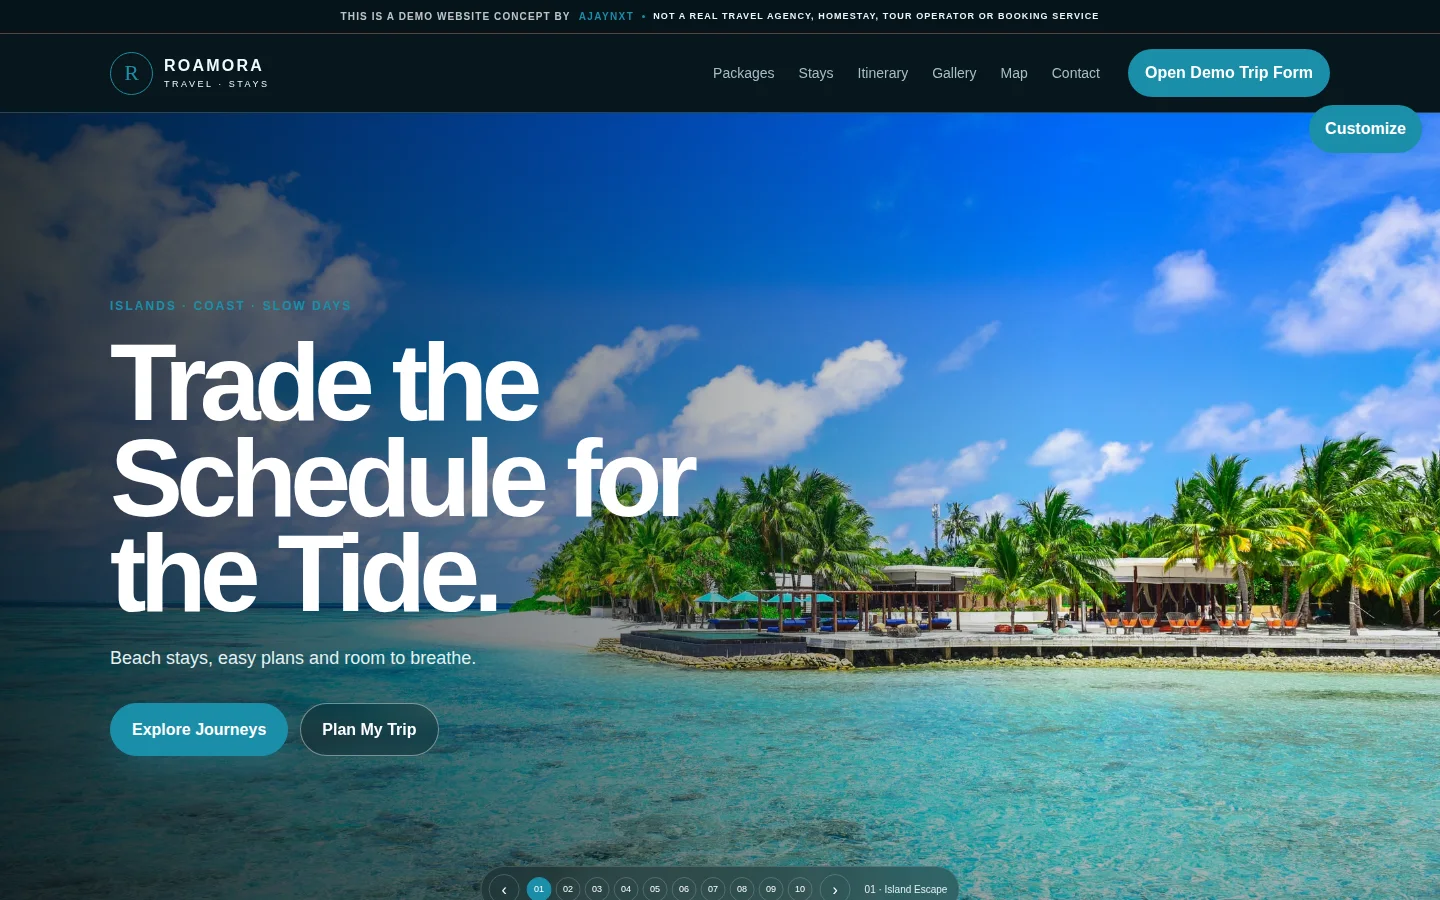 THIS IS A DEMO WEBSITE CONCEPT BY AJAYNXT • NOT A REAL TRAVEL AGENCY, HOMESTAY, TOUR OPERATOR OR BOOKING SERVICE
R
ROAMORA
TRAVEL · STAYS
Packages Stays Itinerary Gallery Map Contact Open Demo Trip Form
Customize
ISLANDS · COAST · SLOW DAYS
Trade the
Schedule for
the Tide.
Beach stays, easy plans and room to breathe.
Explore Journeys Plan My Trip
‹ 01 02 03 04 05 06 07 08 09 10 › 01 · Island Escape